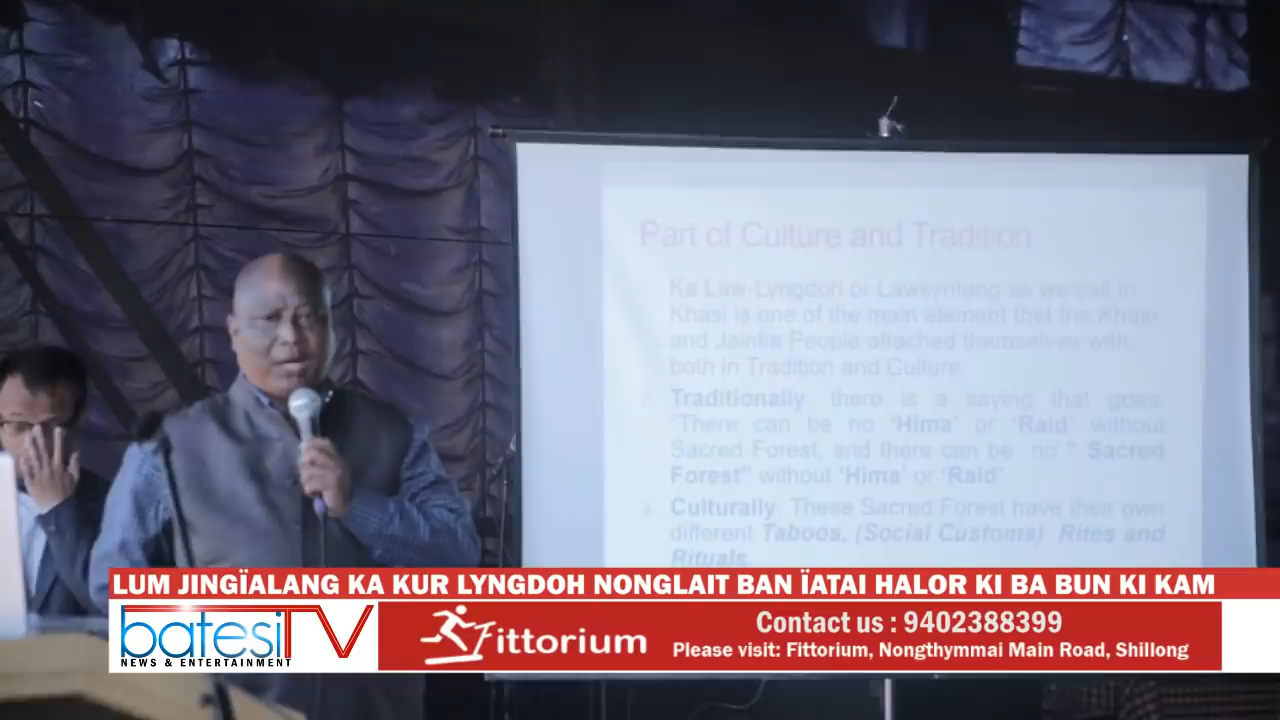 Part of Culture and Tradition
Ka Law-Lyngdoh or Lawkyntang as we call in
Khasi is one of the main element that the Khasi
and Jaintia People attached themselves with
both in Tradition and Culture
2. Traditionally there is a saying that goes
"There can be no 'Hima' or 'Raid' without
Sacred Forest, and there can be no " Sacred
Forest" without 'Hima' or 'Raid'
3. Culturally These Sacred Forest have their own
different Taboos, (Social Customs) Rites and
Rituals
LUM JINGÏALANG KA KUR LYNGDOH NONGLAIT BAN ÏATAI HALOR KI BA BUN KI KAM
batesi TV
NEWS & ENTERTAINMENT
Fittorium
Contact us : 9402388399
Please visit: Fittorium, Nongthymmai Main Road, Shillong